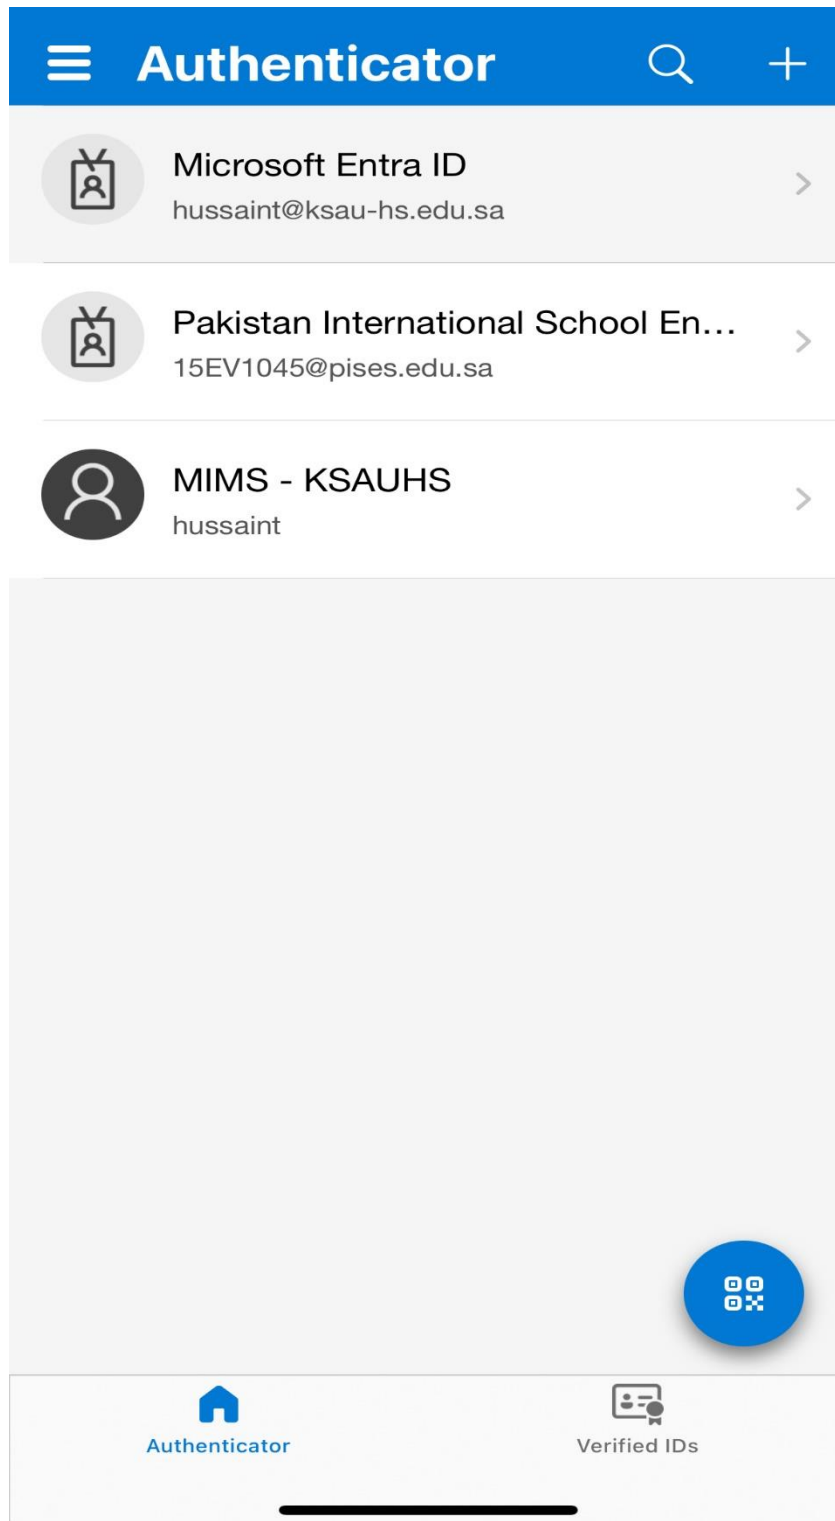 Authenticator
Microsoft Entra ID
hussaint@ksau-hs.edu.sa
Pakistan International School En...
15EV1045@pises.edu.sa
MIMS - KSAUHS
hussaint
Authenticator
Verified IDs